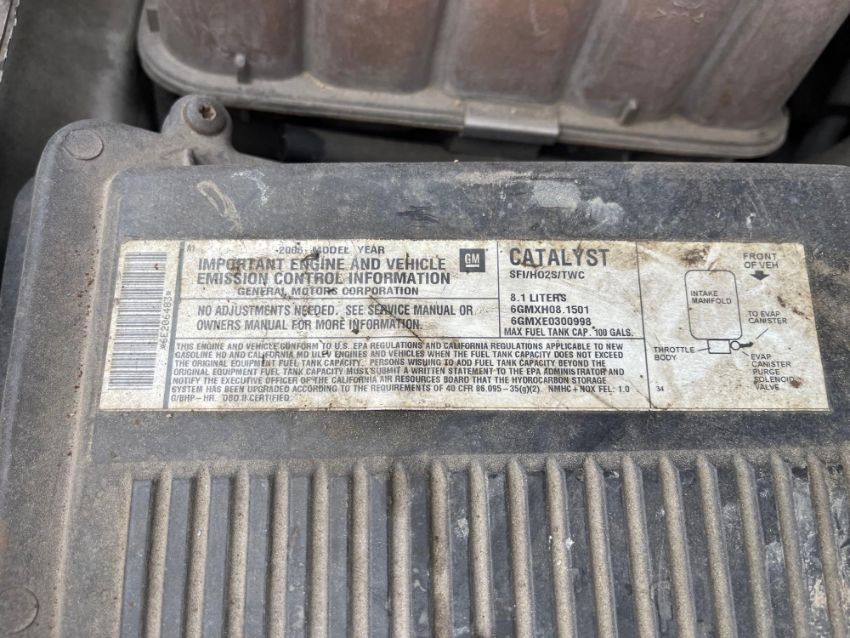 A1
2006 MODEL YEAR
IMPORTANT ENGINE AND VEHICLE
EMISSION CONTROL INFORMATION
GENERAL MOTORS CORPORATION
NO ADJUSTMENTS NEEDED. SEE SERVICE MANUAL OR
OWNERS MANUAL FOR MORE INFORMATION.
GM
CATALYST
SFI/HO2S/TWC
8.1 LITERS
6GMXH08.1501
6GMXE0300998
MAX FUEL TANK CAP. 100 GALS.
THIS ENGINE AND VEHICLE CONFORM TO U.S. EPA REGULATIONS AND CALIFORNIA REGULATIONS APPLICABLE TO NEW
GASOLINE HD AND CALIFORNIA MD ULEV ENGINES AND VEHICLES WHEN THE FUEL TANK CAPACITY DOES NOT EXCEED
THE ORIGINAL EQUIPMENT FUEL TANK CAPACITY. PERSONS WISHING TO ADD FUEL TANK CAPACITY BEYOND THE
ORIGINAL EQUIPMENT FUEL TANK CAPACITY MUST SUBMIT A WRITTEN STATEMENT TO THE EPA ADMINISTRATOR AND
TO THE EXECUTIVE OFFICER OF THE CALIFORNIA AIR RESOURCES BOARD THAT THE HYDROCARBON STORAGE
SYSTEM HAS BEEN UPGRADED ACCORDING TO THE REQUIREMENTS OF 40 CFR 86.095-35(g)(2). NMHC+NOX FEL: 1.0
G/BHP-HR. OBD II CERTIFIED.
FRONT
OF VEH
INTAKE
MANIFOLD
TO EVAP
CANISTER
THROTTLE
BODY
EVAP
CANISTER
PURGE
SOLENOID
VALVE
34